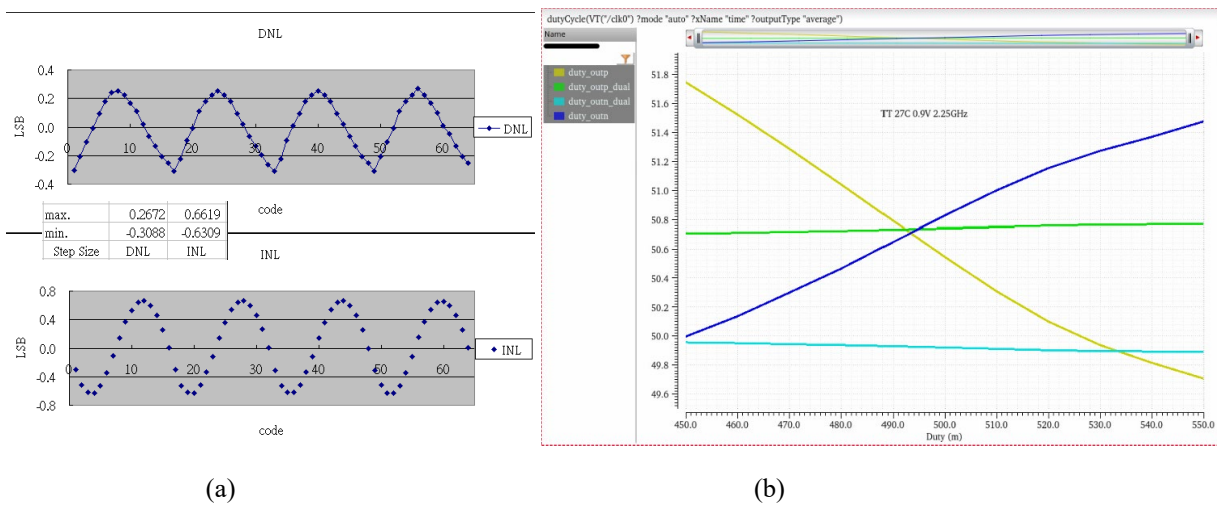 DNL
0.4
0.2
0.0
-0.2
-0.4
LSB
0 10 20 30 40 50 60
DNL
code
max. 0.2672 0.6619
min. -0.3088 -0.6309
Step Size DNL INL
INL
0.8
0.4
0.0
-0.4
-0.8
LSB
0 10 20 30 40 50 60
INL
code
(a)
dutyCycle(VT("/clk0") ?mode "auto" ?xName "time" ?outputType "average")
Name
duty_outp
duty_outp_dual
duty_outn_dual
duty_outn
TT 27C 0.9V 2.25GHz
51.8
51.6
51.4
51.2
51.0
50.8
50.6
50.4
50.2
50.0
49.8
49.6
450.0 460.0 470.0 480.0 490.0 500.0 510.0 520.0 530.0 540.0 550.0
Duty (m)
(b)